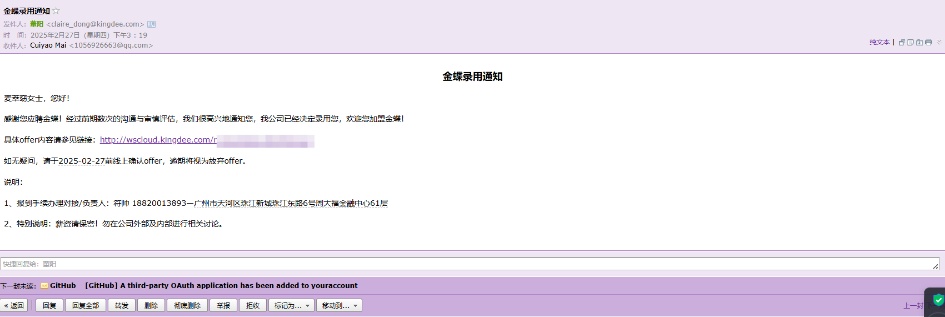 金蝶录用通知
发件人：董阳 <claire_dong@kingdee.com>
时 间：2025年2月27日（星期四）下午3：19
收件人：Cuiyao Mai <1056926663@qq.com>
纯文本 |
金蝶录用通知
麦萃瑶女士，您好！
感谢您应聘金蝶！经过前期数次的沟通与审慎评估，我们很高兴地通知您，我公司已经决定录用您，欢迎您加盟金蝶！
具体offer内容请参见链接：http://wscloud.kingdee.com/r
如无疑问，请于2025-02-27前线上确认offer，逾期将视为放弃offer。
说明：
1、报到手续办理对接/负责人：符帅 18820013893—广州市天河区珠江新城珠江东路6号周大福金融中心61层
2、特别说明：薪资请保密！勿在公司外部及内部进行相关讨论。
快捷回复给：董阳
下一封未读：GitHub [GitHub] A third-party OAuth application has been added to youraccount
« 返回 回复 回复全部 转发 删除 彻底删除 举报 拒收 标记为... 移动到... 上一封